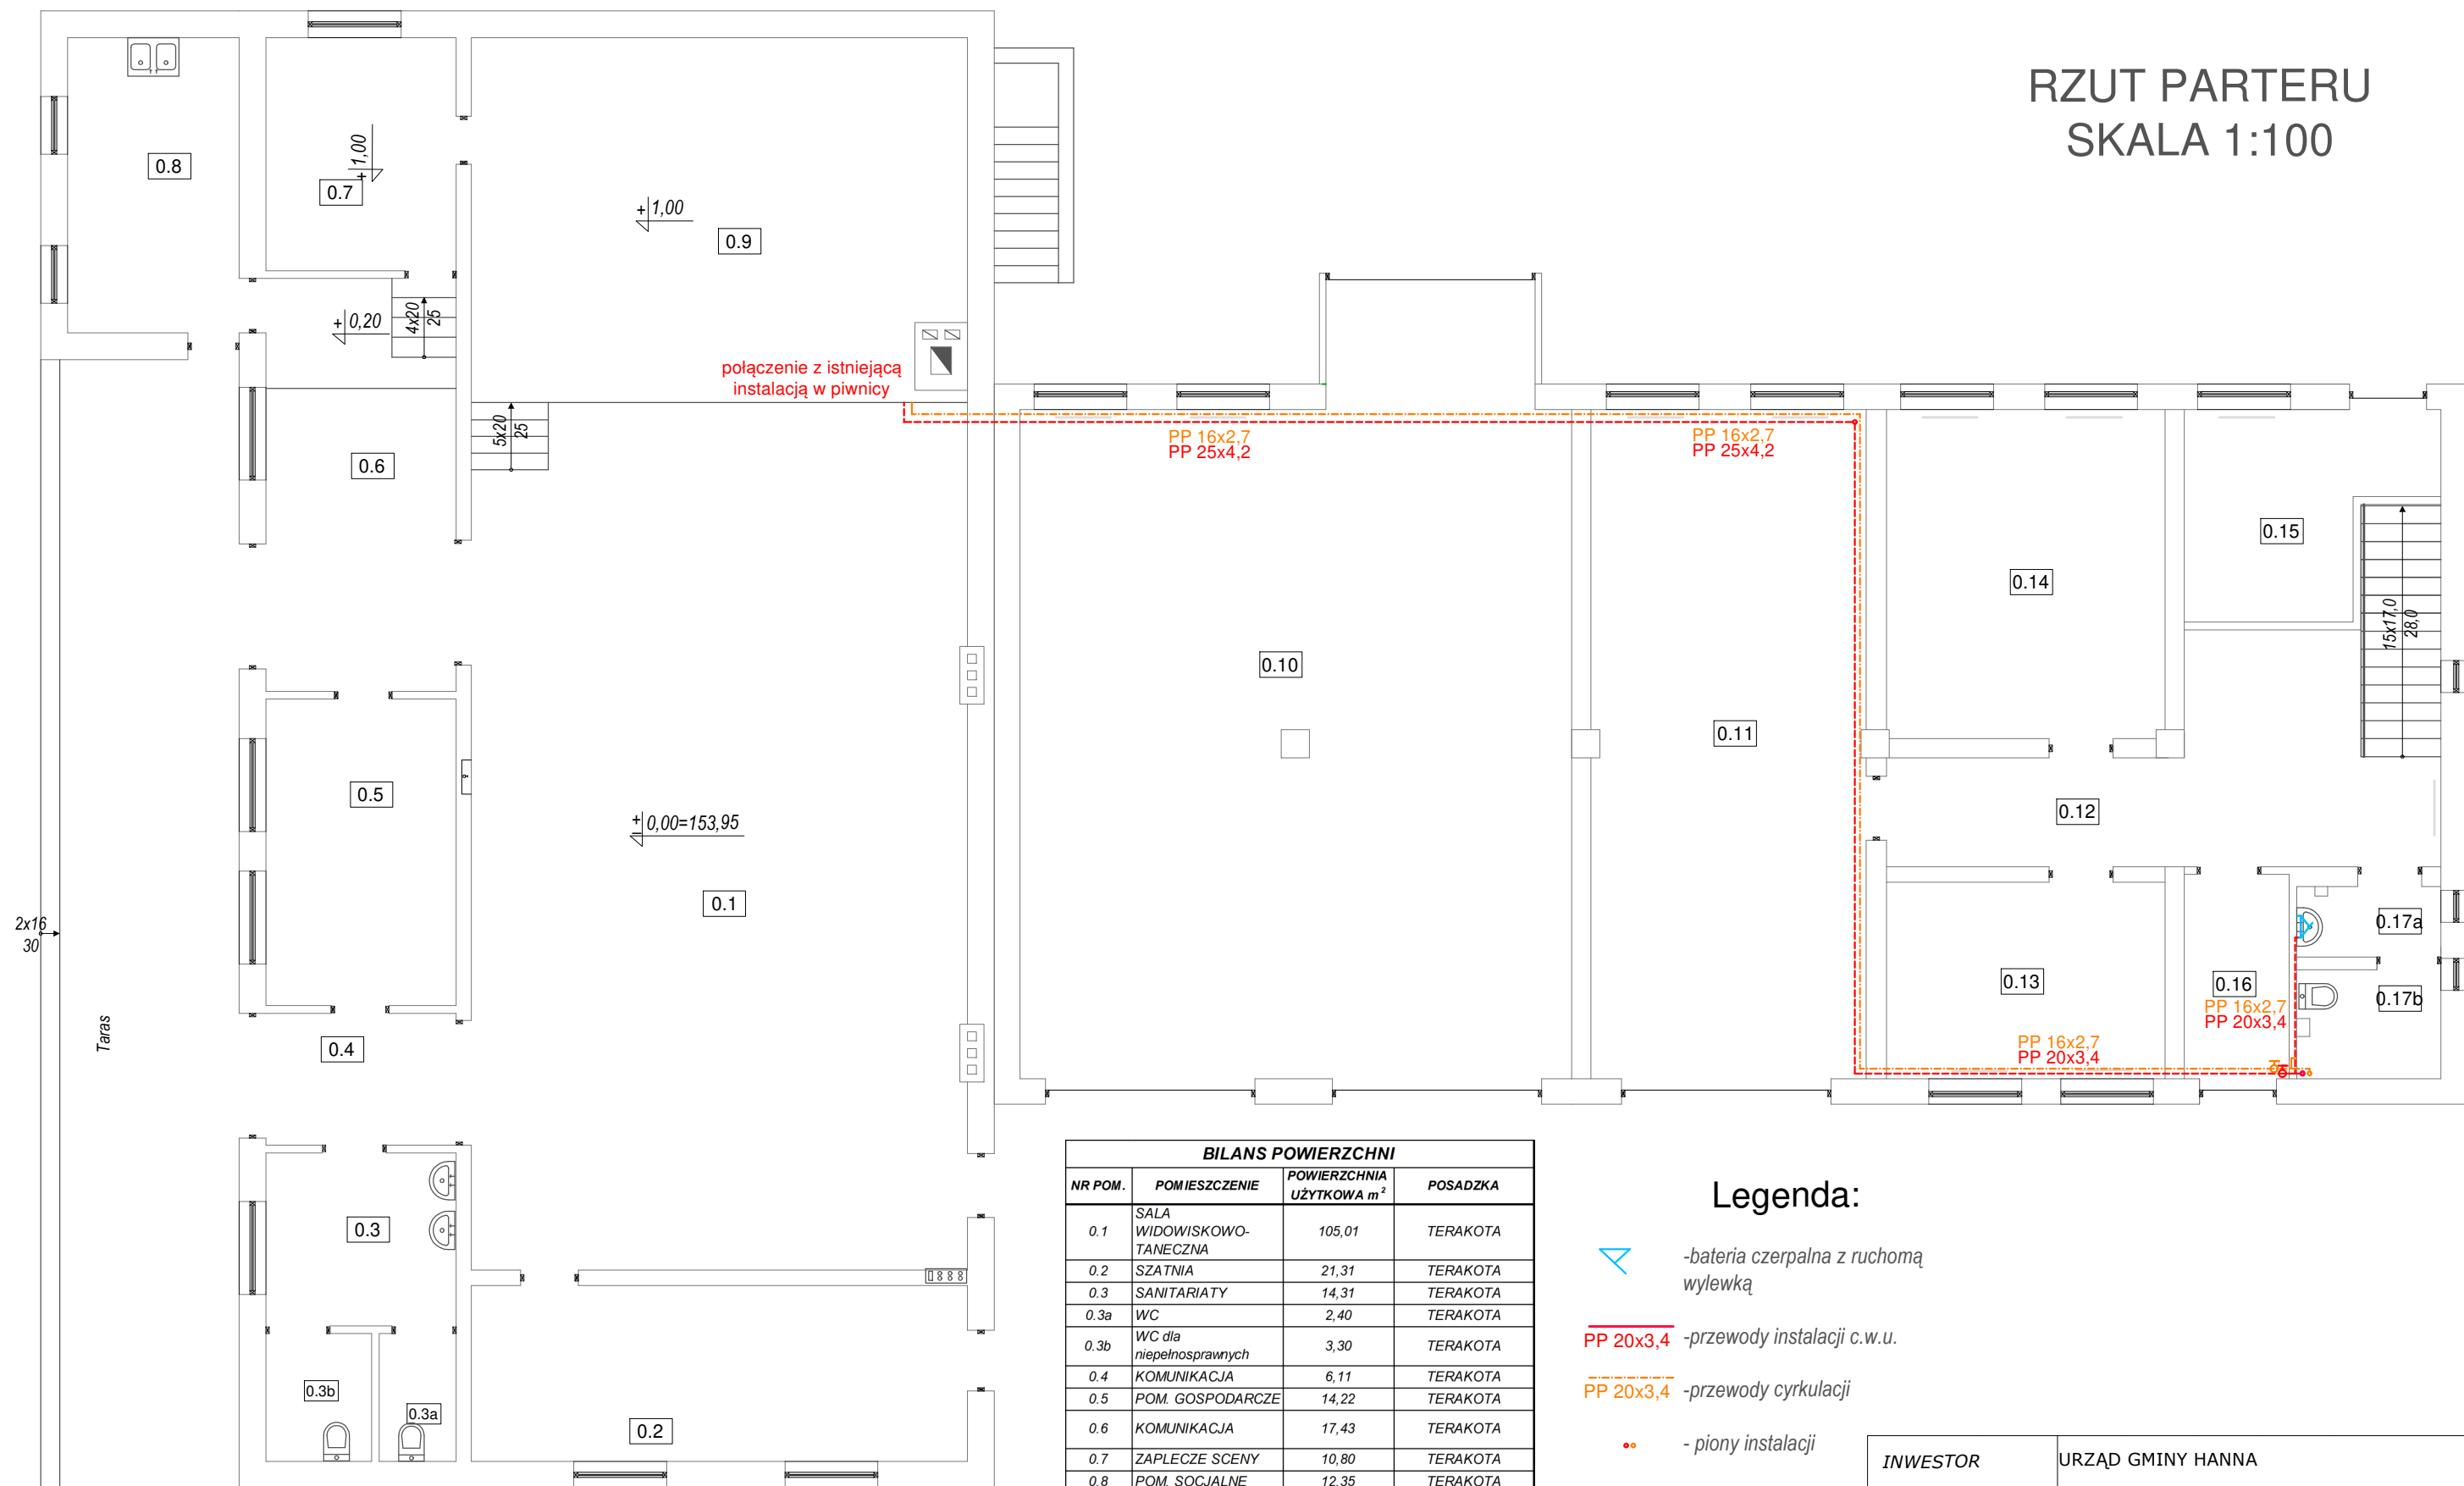 RZUT PARTERU
SKALA 1:100
0.8
+ 1,00
0.7
+ 1,00
0.9
+ 0,20
4x20
25
połączenie z istniejącą
instalacją w piwnicy
5x20
25
PP 16x2,7
PP 25x4,2
PP 16x2,7
PP 25x4,2
0.6
0.15
0.14
15x17,0
28,0
0.10
0.11
0.5
0.12
+ 0,00=153,95
0.1
2x16
30
0.17a
0.13
0.16
0.17b
PP 16x2,7
PP 20x3,4
Taras
0.4
PP 16x2,7
PP 20x3,4
0.3
0.3b
0.3a
0.2
BILANS POWIERZCHNI
NR POM. POMIESZCZENIE POWIERZCHNIA UŻYTKOWA m² POSADZKA
0.1 SALA WIDOWISKOWO-TANECZNA 105,01 TERAKOTA
0.2 SZATNIA 21,31 TERAKOTA
0.3 SANITARIATY 14,31 TERAKOTA
0.3a WC 2,40 TERAKOTA
0.3b WC dla niepełnosprawnych 3,30 TERAKOTA
0.4 KOMUNIKACJA 6,11 TERAKOTA
0.5 POM. GOSPODARCZE 14,22 TERAKOTA
0.6 KOMUNIKACJA 17,43 TERAKOTA
0.7 ZAPLECZE SCENY 10,80 TERAKOTA
0.8 POM. SOCJALNE 12,35 TERAKOTA
Legenda:
-bateria czerpalna z ruchomą
wylewką
PP 20x3,4 -przewody instalacji c.w.u.
PP 20x3,4 -przewody cyrkulacji
- piony instalacji
INWESTOR URZĄD GMINY HANNA